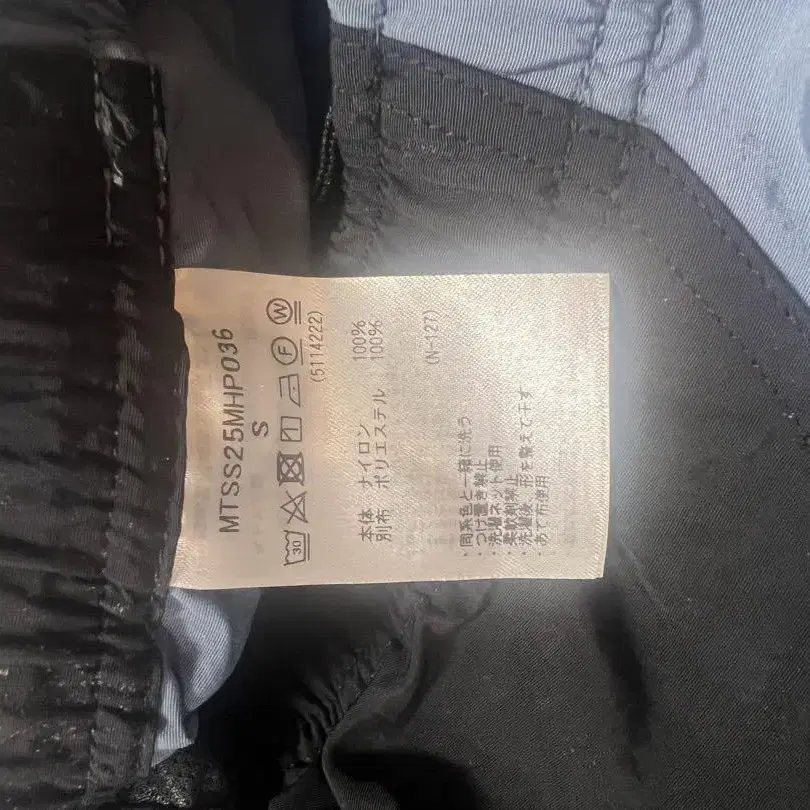 MTSS25MHP036
S
30 F W
(5114222)
本体 ナイロン 100%
別布 ポリエステル 100%
(N-127)
・同系色と一緒に洗う
・つけ置き禁止
・洗濯ネット使用
・柔軟剤禁止
・洗濯後、形を整えて干す
・あて布使用